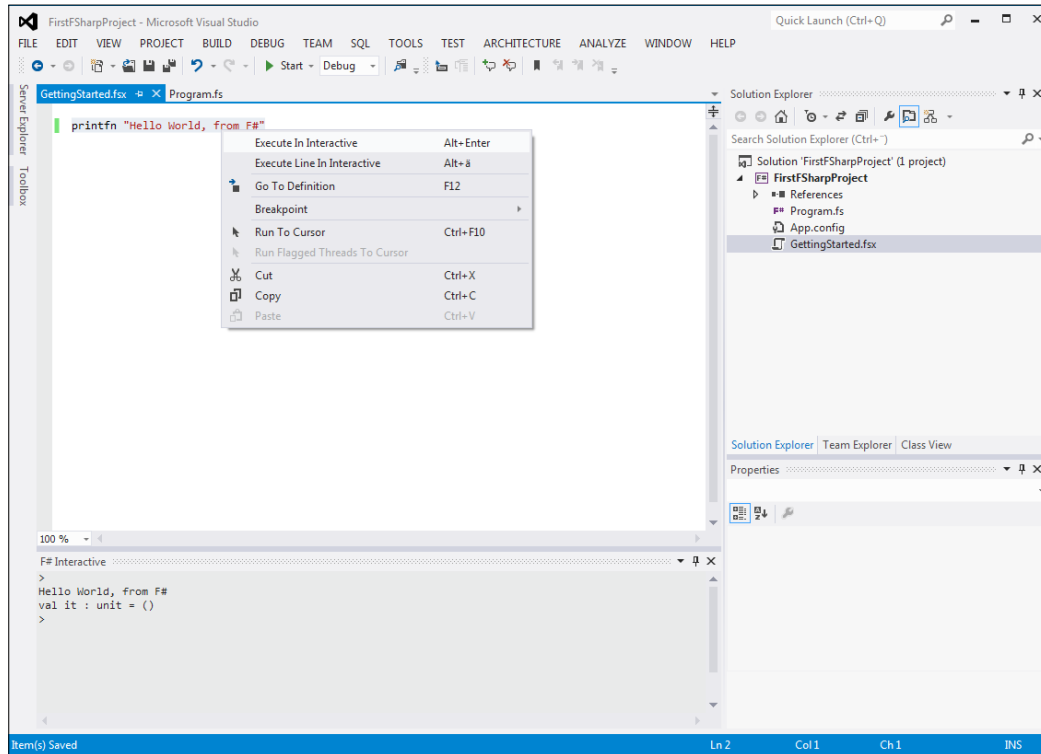 FirstFSharpProject - Microsoft Visual Studio
Quick Launch (Ctrl+Q)
FILE EDIT VIEW PROJECT BUILD DEBUG TEAM SQL TOOLS TEST ARCHITECTURE ANALYZE WINDOW HELP
Start Debug
Server Explorer
Toolbox
GettingStarted.fsx Program.fs
printfn "Hello World, from F#"
Execute In Interactive Alt+Enter
Execute Line In Interactive Alt+ä
Go To Definition F12
Breakpoint
Run To Cursor Ctrl+F10
Run Flagged Threads To Cursor
Cut Ctrl+X
Copy Ctrl+C
Paste Ctrl+V
100 %
F# Interactive
>
Hello World, from F#
val it : unit = ()
>
Solution Explorer
Search Solution Explorer (Ctrl+¨)
Solution 'FirstFSharpProject' (1 project)
FirstFSharpProject
References
Program.fs
App.config
GettingStarted.fsx
Solution Explorer Team Explorer Class View
Properties
Item(s) Saved Ln 2 Col 1 Ch 1 INS